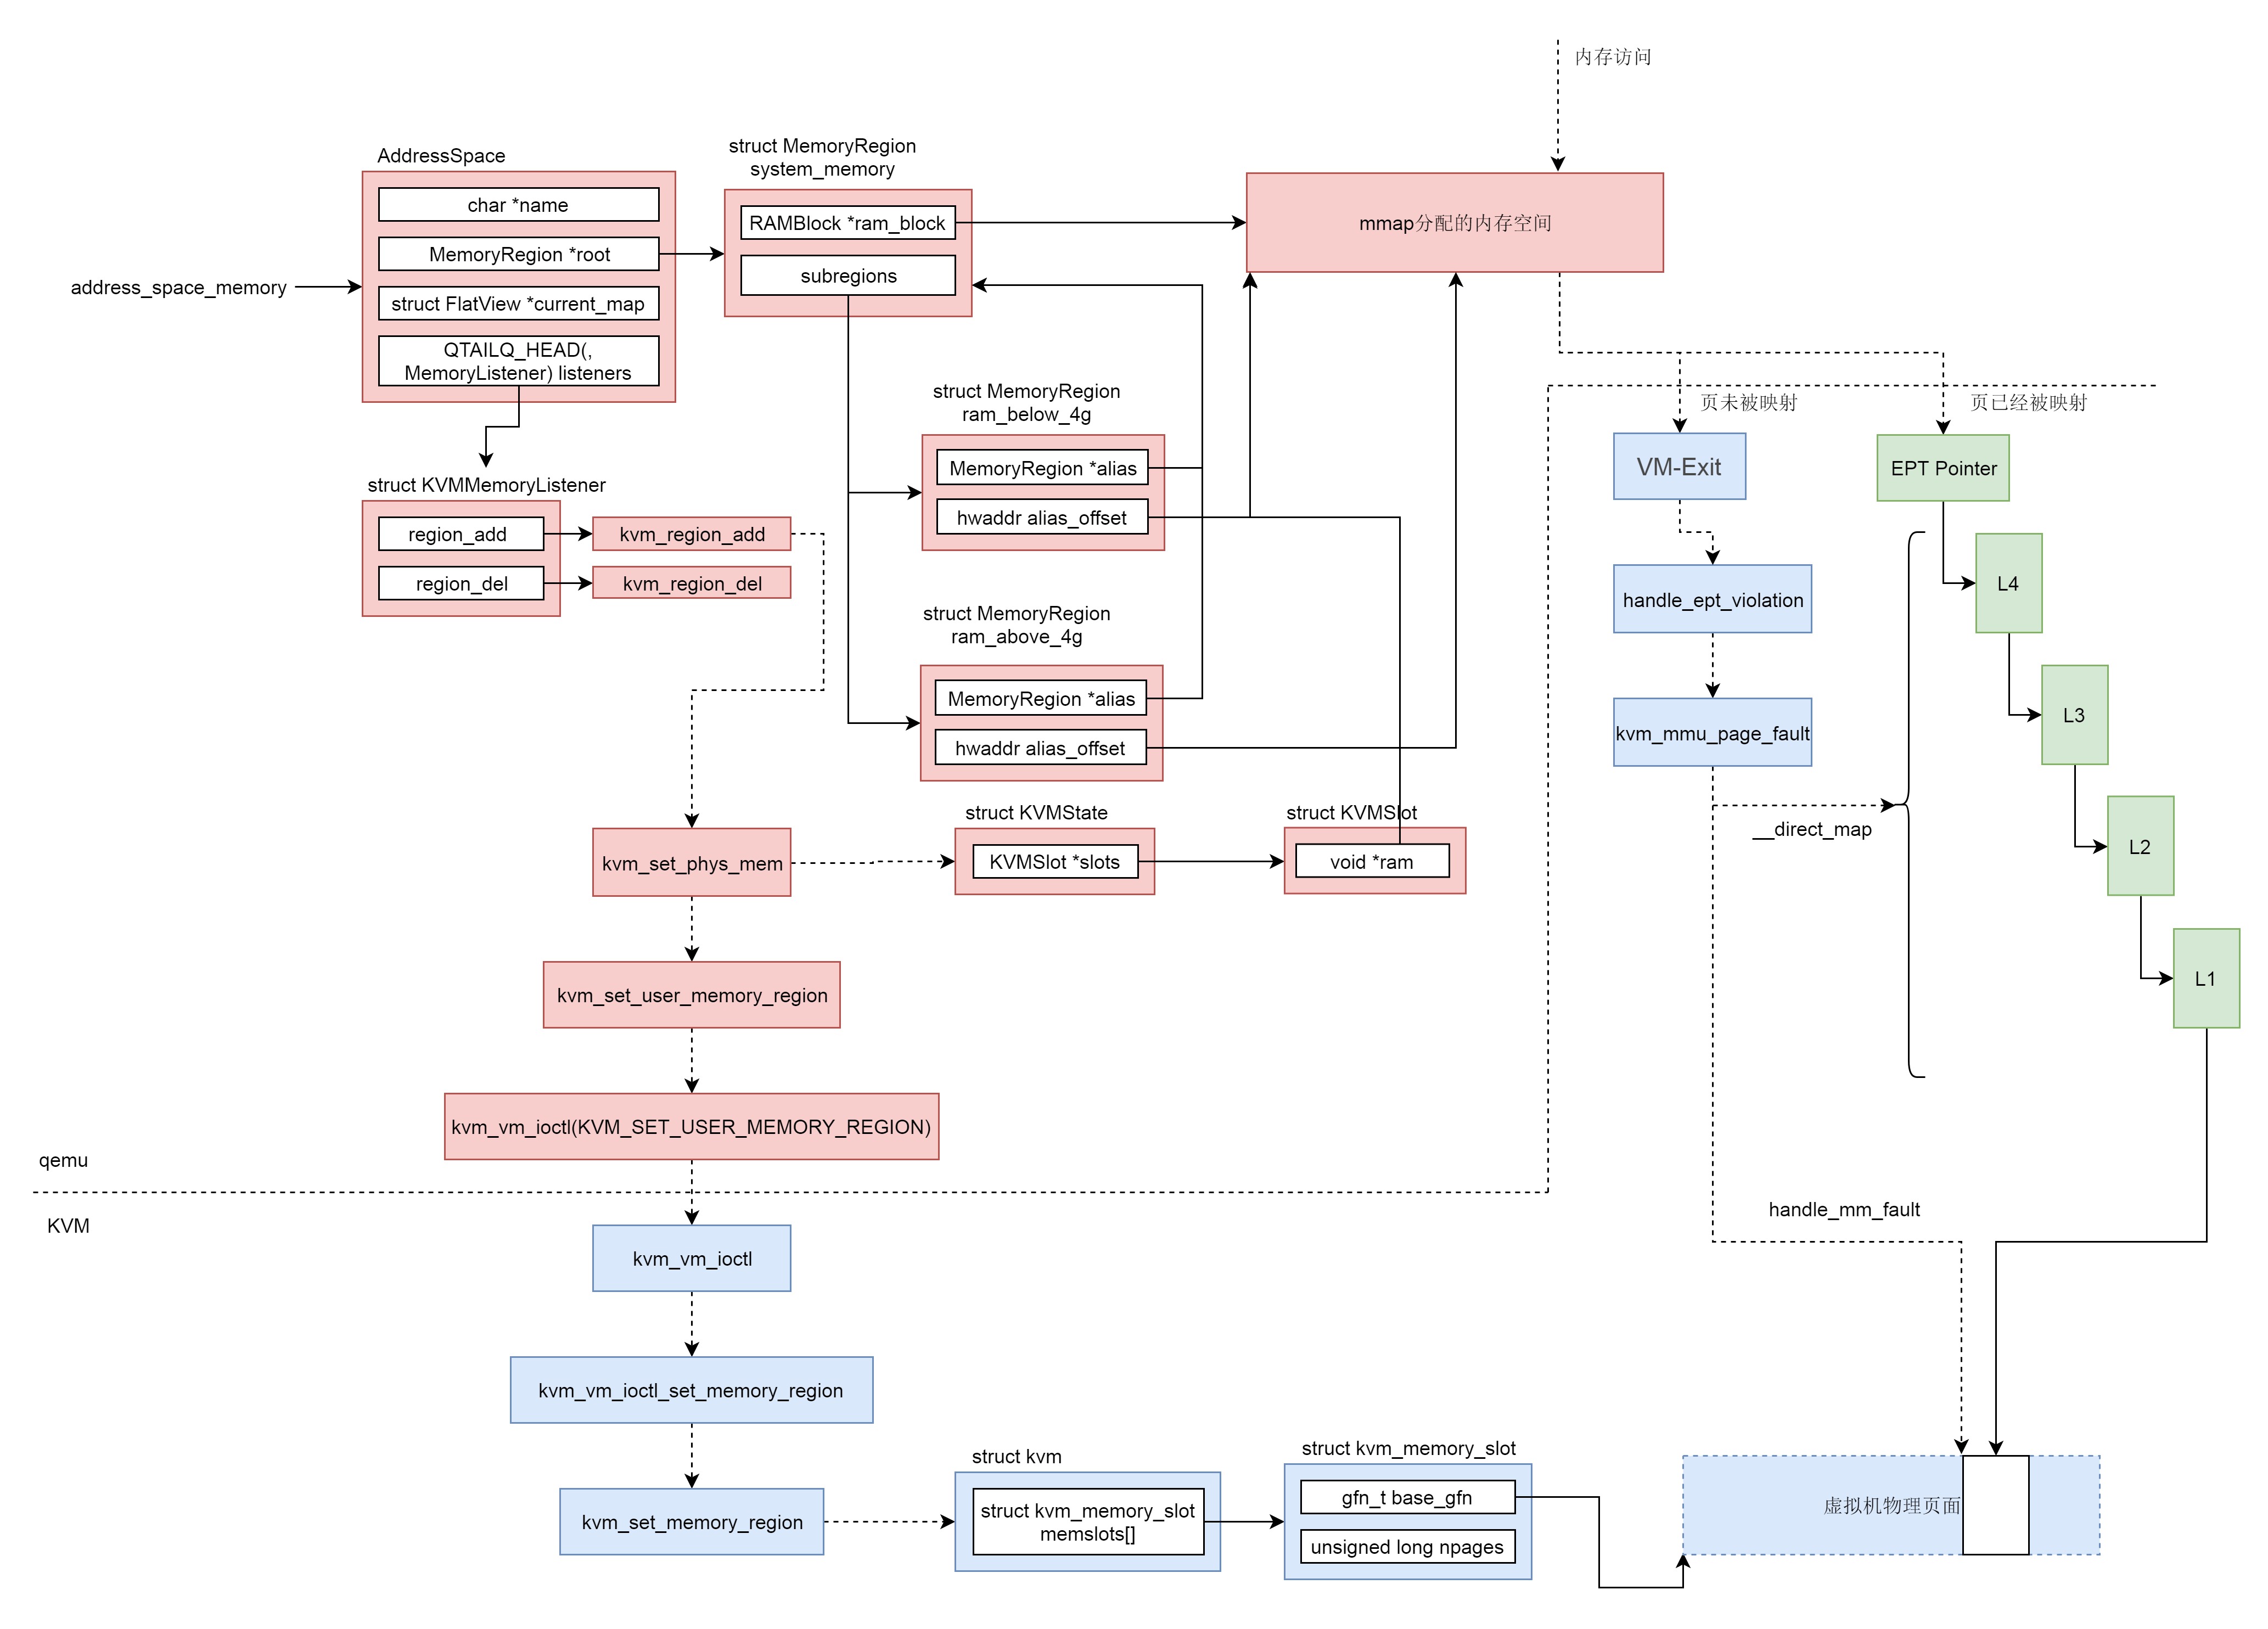 内存访问
AddressSpace
char *name
MemoryRegion *root
struct FlatView *current_map
QTAILQ_HEAD(,
MemoryListener) listeners
address_space_memory
struct MemoryRegion
system_memory
RAMBlock *ram_block
subregions
mmap分配的内存空间
struct KVMMemoryListener
region_add
region_del
kvm_region_add
kvm_region_del
struct MemoryRegion
ram_below_4g
MemoryRegion *alias
hwaddr alias_offset
struct MemoryRegion
ram_above_4g
MemoryRegion *alias
hwaddr alias_offset
页未被映射
页已经被映射
VM-Exit
EPT Pointer
handle_ept_violation
kvm_mmu_page_fault
__direct_map
L4
L3
L2
L1
kvm_set_phys_mem
struct KVMState
KVMSlot *slots
struct KVMSlot
void *ram
kvm_set_user_memory_region
kvm_vm_ioctl(KVM_SET_USER_MEMORY_REGION)
qemu
KVM
handle_mm_fault
kvm_vm_ioctl
kvm_vm_ioctl_set_memory_region
kvm_set_memory_region
struct kvm
struct kvm_memory_slot
memslots[]
struct kvm_memory_slot
gfn_t base_gfn
unsigned long npages
虚拟机物理页面